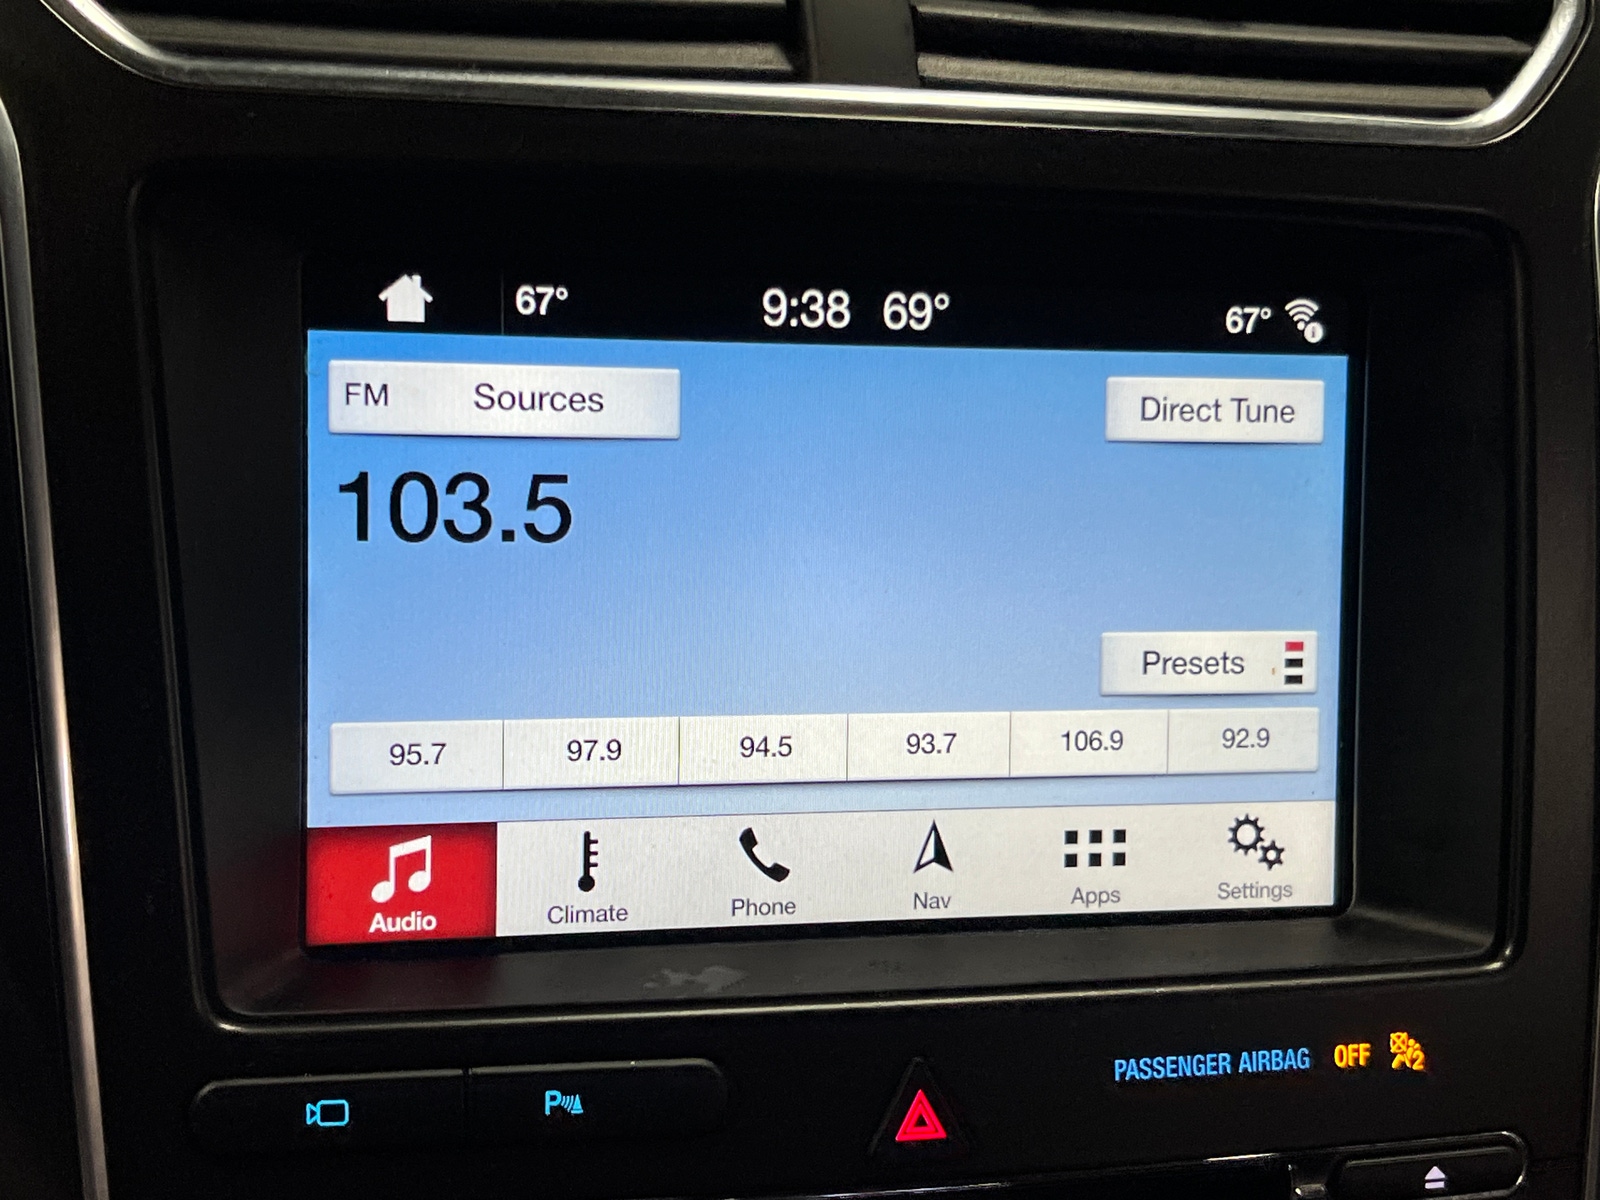 67° 9:38 69° 67°
FM Sources Direct Tune
103.5
Presets
95.7 97.9 94.5 93.7 106.9 92.9
Audio Climate Phone Nav Apps Settings
PASSENGER AIRBAG OFF 2
P